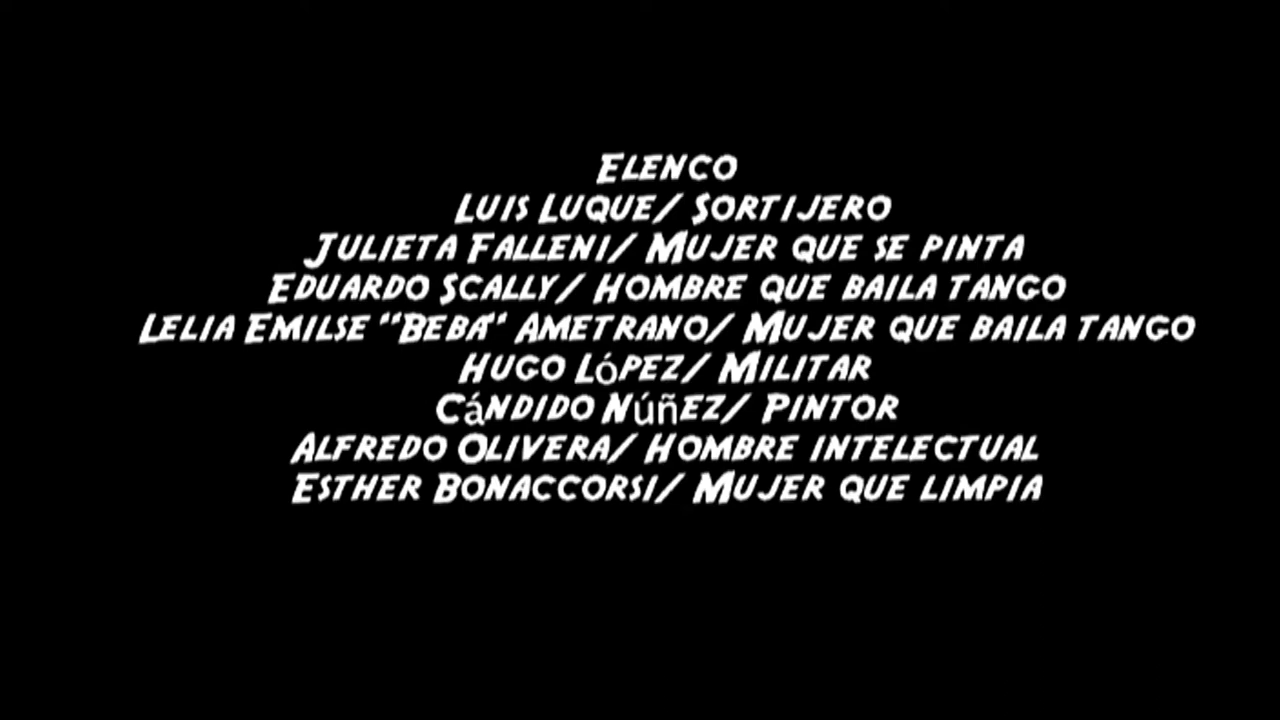 Elenco
Luis Luque/ Sortijero
Julieta Falleni/ Mujer que se pinta
Eduardo Scally/ Hombre que baila tango
Lelia Emilse "Beba" Ametrano/ Mujer que baila tango
Hugo López/ Militar
Cándido Núñez/ Pintor
Alfredo Olivera/ Hombre intelectual
Esther Bonaccorsi/ Mujer que limpia